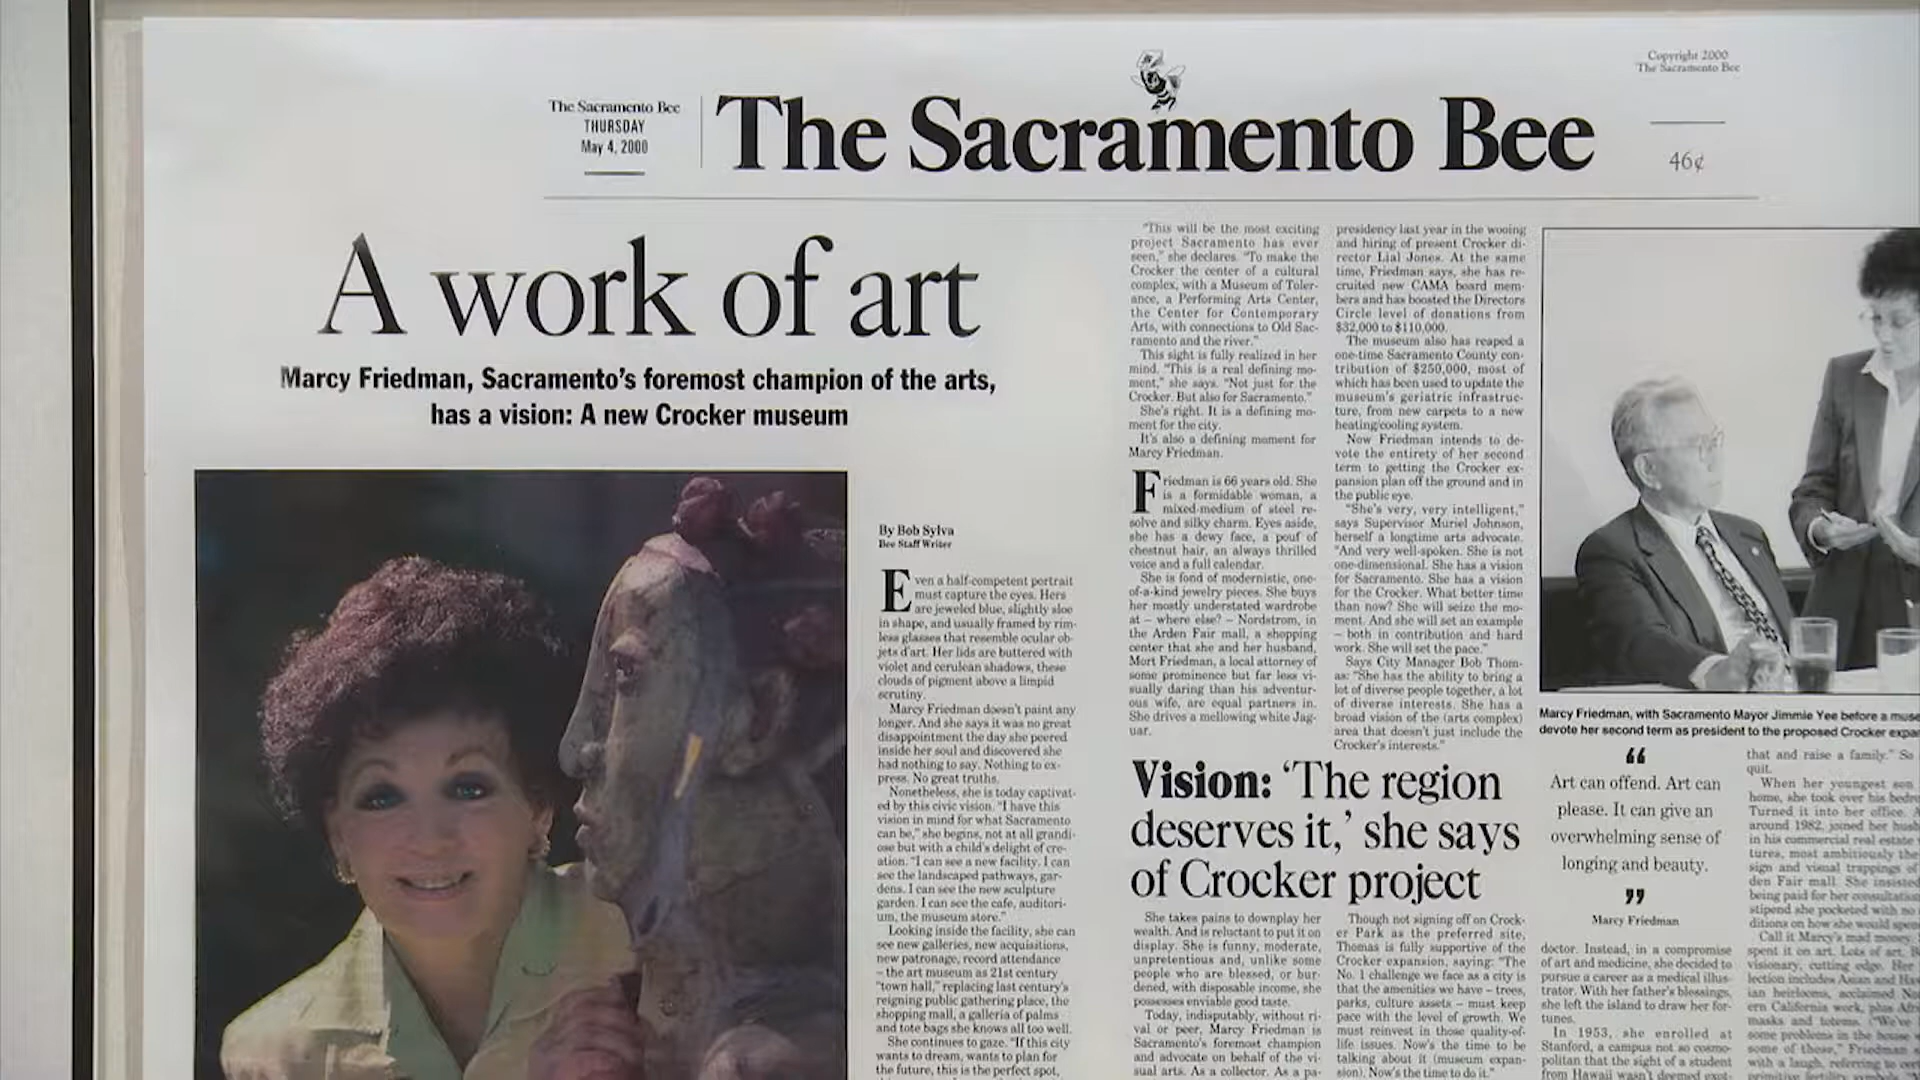 Copyright 2000
The Sacramento Bee
The Sacramento Bee
THURSDAY
May 4, 2000
The Sacramento Bee
46¢
A work of art
Marcy Friedman, Sacramento's foremost champion of the arts,
has a vision: A new Crocker museum
By Bob Sylva
Bee Staff Writer
Even a half-competent portrait
must capture the eyes. Hers
are jeweled blue, slightly sloe
in shape, and usually framed by rim-
less glasses that resemble ocular ob-
jets d'art. Her lids are buttered with
violet and cerulean shadows, these
clouds of pigment above a limpid
scrutiny.
Marcy Friedman doesn't paint any
longer. And she says it was no great
disappointment the day she peered
inside her soul and discovered she
had nothing to say. Nothing to ex-
press. No great truths.
Nonetheless, she is today captivat-
ed by this civic vision. "I have this
vision in mind for what Sacramento
can be," she begins, not at all grandi-
ose but with a child's delight of cre-
ation. "I can see a new facility. I can
see the landscaped pathways, gar-
dens. I can see the new sculpture
garden. I can see the cafe, auditori-
um, the museum store."
Looking inside the facility, she can
see new galleries, new acquisitions,
new patronage, record attendance
– the art museum as 21st century
"town hall," replacing last century's
reigning public gathering place, the
shopping mall, a galleria of palms
and tote bags she knows all too well.
She continues to gaze. "If this city
wants to dream, wants to plan for
the future, this is the perfect spot,
"This will be the most exciting
project Sacramento has ever
seen," she declares. "To make the
Crocker the center of a cultural
complex, with a Museum of Toler-
ance, a Performing Arts Center,
the Center for Contemporary
Arts, with connections to Old Sac-
ramento and the river."
This sight is fully realized in her
mind. "This is a real defining mo-
ment," she says. "Not just for the
Crocker. But also for Sacramento."
She's right. It is a defining mo-
ment for the city.
It's also a defining moment for
Marcy Friedman.
Friedman is 66 years old. She
is a formidable woman, a
mixed-medium of steel re-
solve and silky charm. Eyes aside,
she has a dewy face, a pouf of
chestnut hair, an always thrilled
voice and a full calendar.
She is fond of modernistic, one-
of-a-kind jewelry pieces. She buys
her mostly understated wardrobe
at – where else? – Nordstrom, in
the Arden Fair mall, a shopping
center that she and her husband,
Mort Friedman, a local attorney of
some prominence but far less vi-
sually daring than his adventur-
ous wife, are equal partners in.
She drives a mellowing white Jag-
uar.
presidency last year in the wooing
and hiring of present Crocker di-
rector Lial Jones. At the same
time, Friedman says, she has re-
cruited new CAMA board mem-
bers and has boosted the Directors
Circle level of donations from
$32,000 to $110,000.
The museum also has reaped a
one-time Sacramento County con-
tribution of $250,000, most of
which has been used to update the
museum's geriatric infrastruc-
ture, from new carpets to a new
heating/cooling system.
Now Friedman intends to de-
vote the entirety of her second
term to getting the Crocker ex-
pansion plan off the ground and in
the public eye.
"She's very, very intelligent,"
says Supervisor Muriel Johnson,
herself a longtime arts advocate.
"And very well-spoken. She is not
one-dimensional. She has a vision
for Sacramento. She has a vision
for the Crocker. What better time
than now? She will seize the mo-
ment. And she will set an example
– both in contribution and hard
work. She will set the pace."
Says City Manager Bob Thom-
as: "She has the ability to bring a
lot of diverse people together, a lot
of diverse interests. She has a
broad vision of the (arts complex)
area that doesn't just include the
Crocker's interests."
Vision: 'The region
deserves it,' she says
of Crocker project
She takes pains to downplay her
wealth. And is reluctant to put it on
display. She is funny, moderate,
unpretentious and, unlike some
people who are blessed, or bur-
dened, with disposable income, she
possesses enviable good taste.
Today, indisputably, without ri-
val or peer, Marcy Friedman is
Sacramento's foremost champion
and advocate on behalf of the vi-
sual arts. As a collector. As a pa-
Though not signing off on Crock-
er Park as the preferred site,
Thomas is fully supportive of the
Crocker expansion, saying: "The
No. 1 challenge we face as a city is
that the amenities we have – trees,
parks, culture assets – must keep
pace with the level of growth. We
must reinvest in those quality-of-
life issues. Now's the time to be
talking about it (museum expan-
sion). Now's the time to do it."
Marcy Friedman, with Sacramento Mayor Jimmie Yee before a muse
devote her second term as president to the proposed Crocker expan
“
Art can offend. Art can
please. It can give an
overwhelming sense of
longing and beauty.
”
Marcy Friedman
doctor. Instead, in a compromise
of art and medicine, she decided to
pursue a career as a medical illus-
trator. With her father's blessings,
she left the island to draw her for-
tunes.
In 1953, she enrolled at
Stanford, a campus not so cosmo-
politan that the sight of a student
from Hawaii wasn't deemed exot-
that and raise a family." So
quit.
When her youngest son
home, she took over his bedro
Turned it into her office. A
around 1982, joined her husb
in his commercial real estate
tures, most ambitiously the
sign and visual trappings of
den Fair mall. She insisted
being paid for her consultation
stipend she pocketed with no
ditions on how she would spen
Call it Marcy's mad money.
spent it on art. Lots of art. B
visionary, cutting edge. Her
lection includes Asian and Haw
ian heirlooms, acclaimed No
ern California work, plus Afri
masks and totems. ("We've
some problems in the house
some of these," Friedman
with a laugh, referring to cer